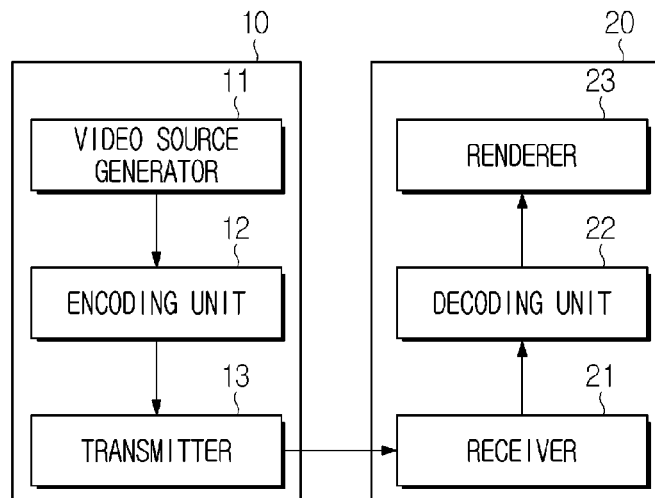 10
20
11
VIDEO SOURCE
GENERATOR
23
RENDERER
12
ENCODING UNIT
22
DECODING UNIT
13
TRANSMITTER
21
RECEIVER